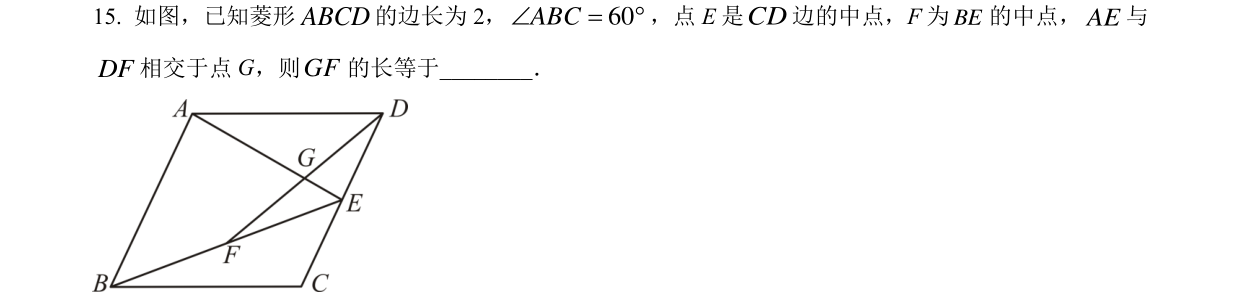 15. 如图，已知菱形 ABCD 的边长为 2，∠ABC = 60°，点 E 是 CD 边的中点，F 为 BE 的中点，AE 与
DF 相交于点 G，则 GF 的长等于________．
A
D
G
E
F
B
C